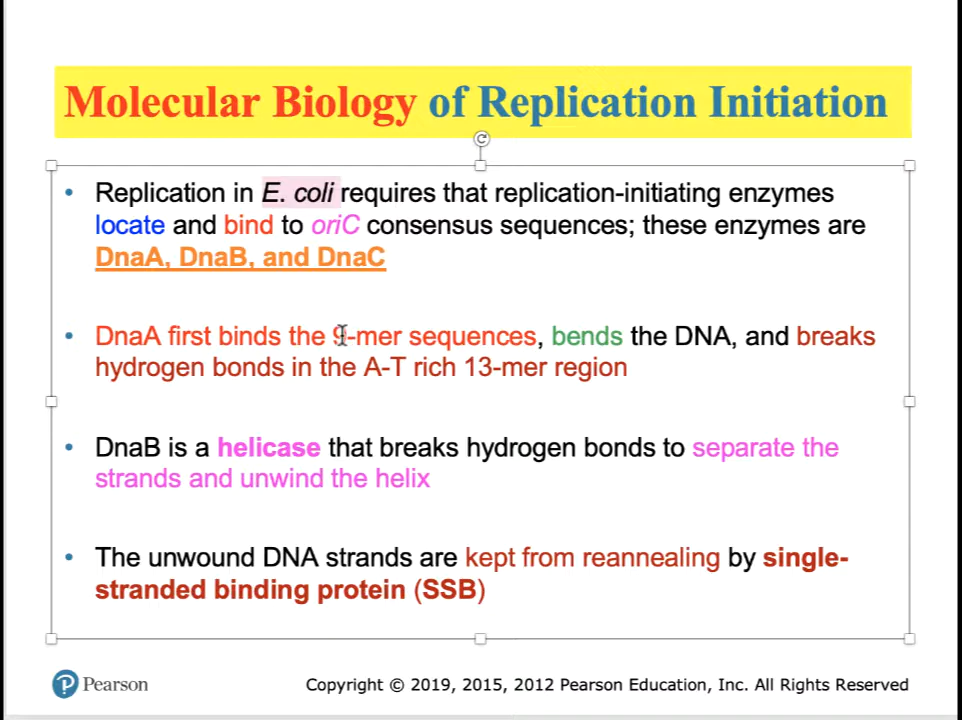 Molecular Biology of Replication Initiation
• Replication in E. coli requires that replication-initiating enzymes
locate and bind to oriC consensus sequences; these enzymes are
DnaA, DnaB, and DnaC
• DnaA first binds the 9-mer sequences, bends the DNA, and breaks
hydrogen bonds in the A-T rich 13-mer region
• DnaB is a helicase that breaks hydrogen bonds to separate the
strands and unwind the helix
• The unwound DNA strands are kept from reannealing by single-
stranded binding protein (SSB)
P Pearson
Copyright © 2019, 2015, 2012 Pearson Education, Inc. All Rights Reserved